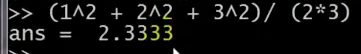 >> (1^2 + 2^2 + 3^2)/ (2*3)
ans =  2.3333
>>